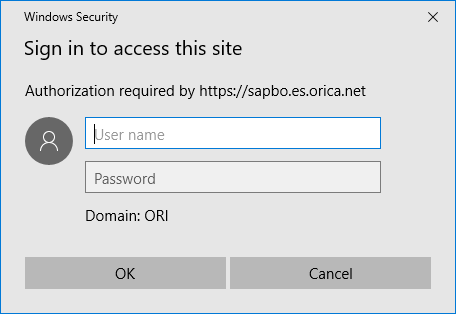 Windows Security
Sign in to access this site
Authorization required by https://sapbo.es.orica.net
User name
Password
Domain: ORI
OK
Cancel